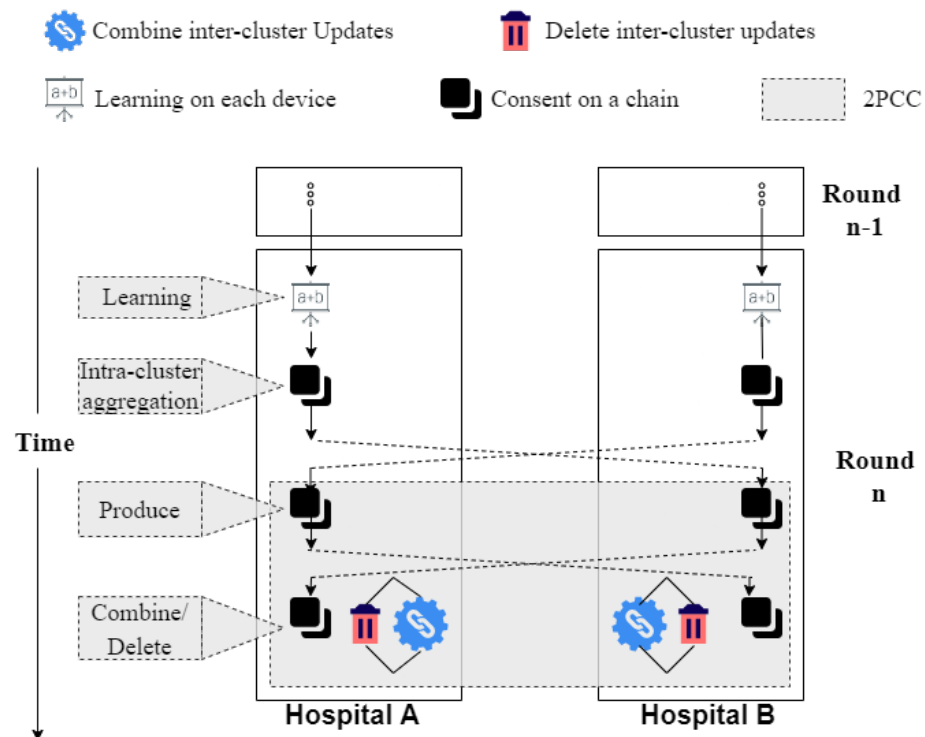 Combine inter-cluster Updates
Delete inter-cluster updates
a+b
Learning on each device
Consent on a chain
2PCC
Round
n-1
Learning
a+b
a+b
Intra-cluster
aggregation
Time
Round
n
Produce
Combine/
Delete
Hospital A
Hospital B